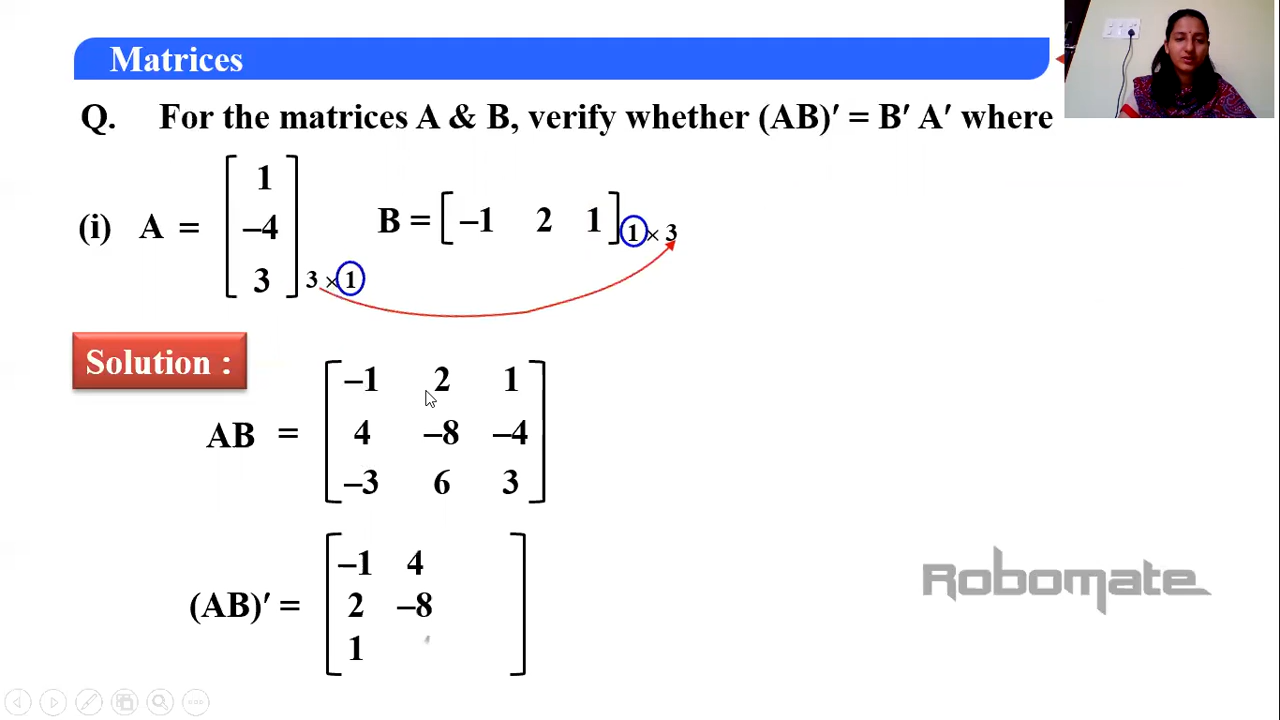 Matrices
Q. For the matrices A & B, verify whether (AB)′ = B′ A′ where
(i) A = [ 1
–4
3 ] 3 × 1
B = [ –1 2 1 ] 1 × 3
Solution :
AB = [ –1 2 1
4 –8 –4
–3 6 3 ]
(AB)′ = [ –1 4
2 –8
1 ]
Robomate